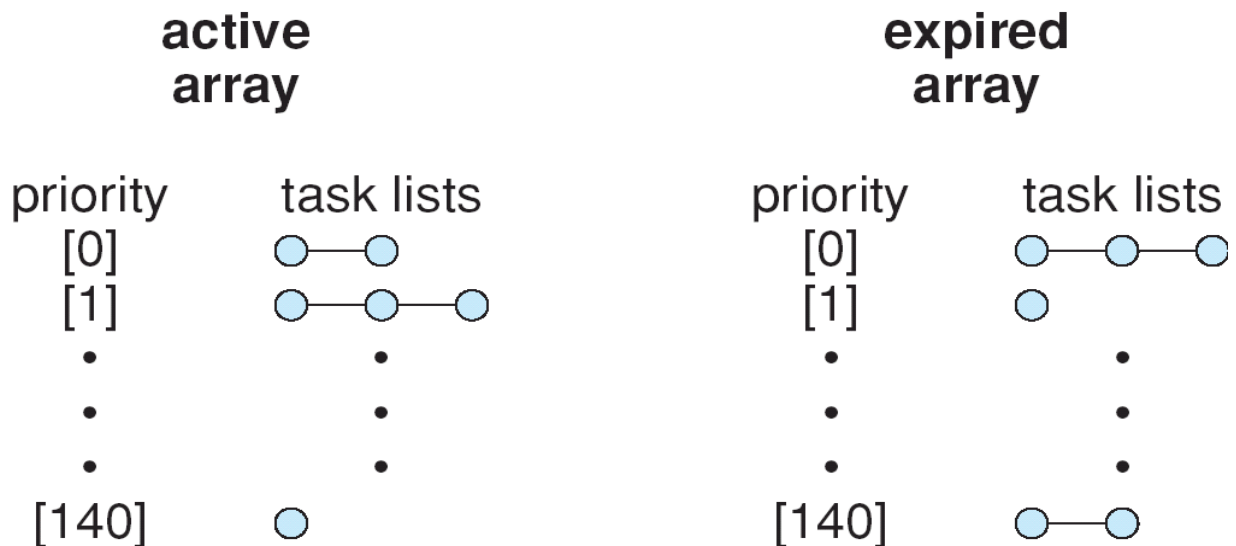 active
array
expired
array
priority task lists
[0]
[1]
[140]
priority task lists
[0]
[1]
[140]